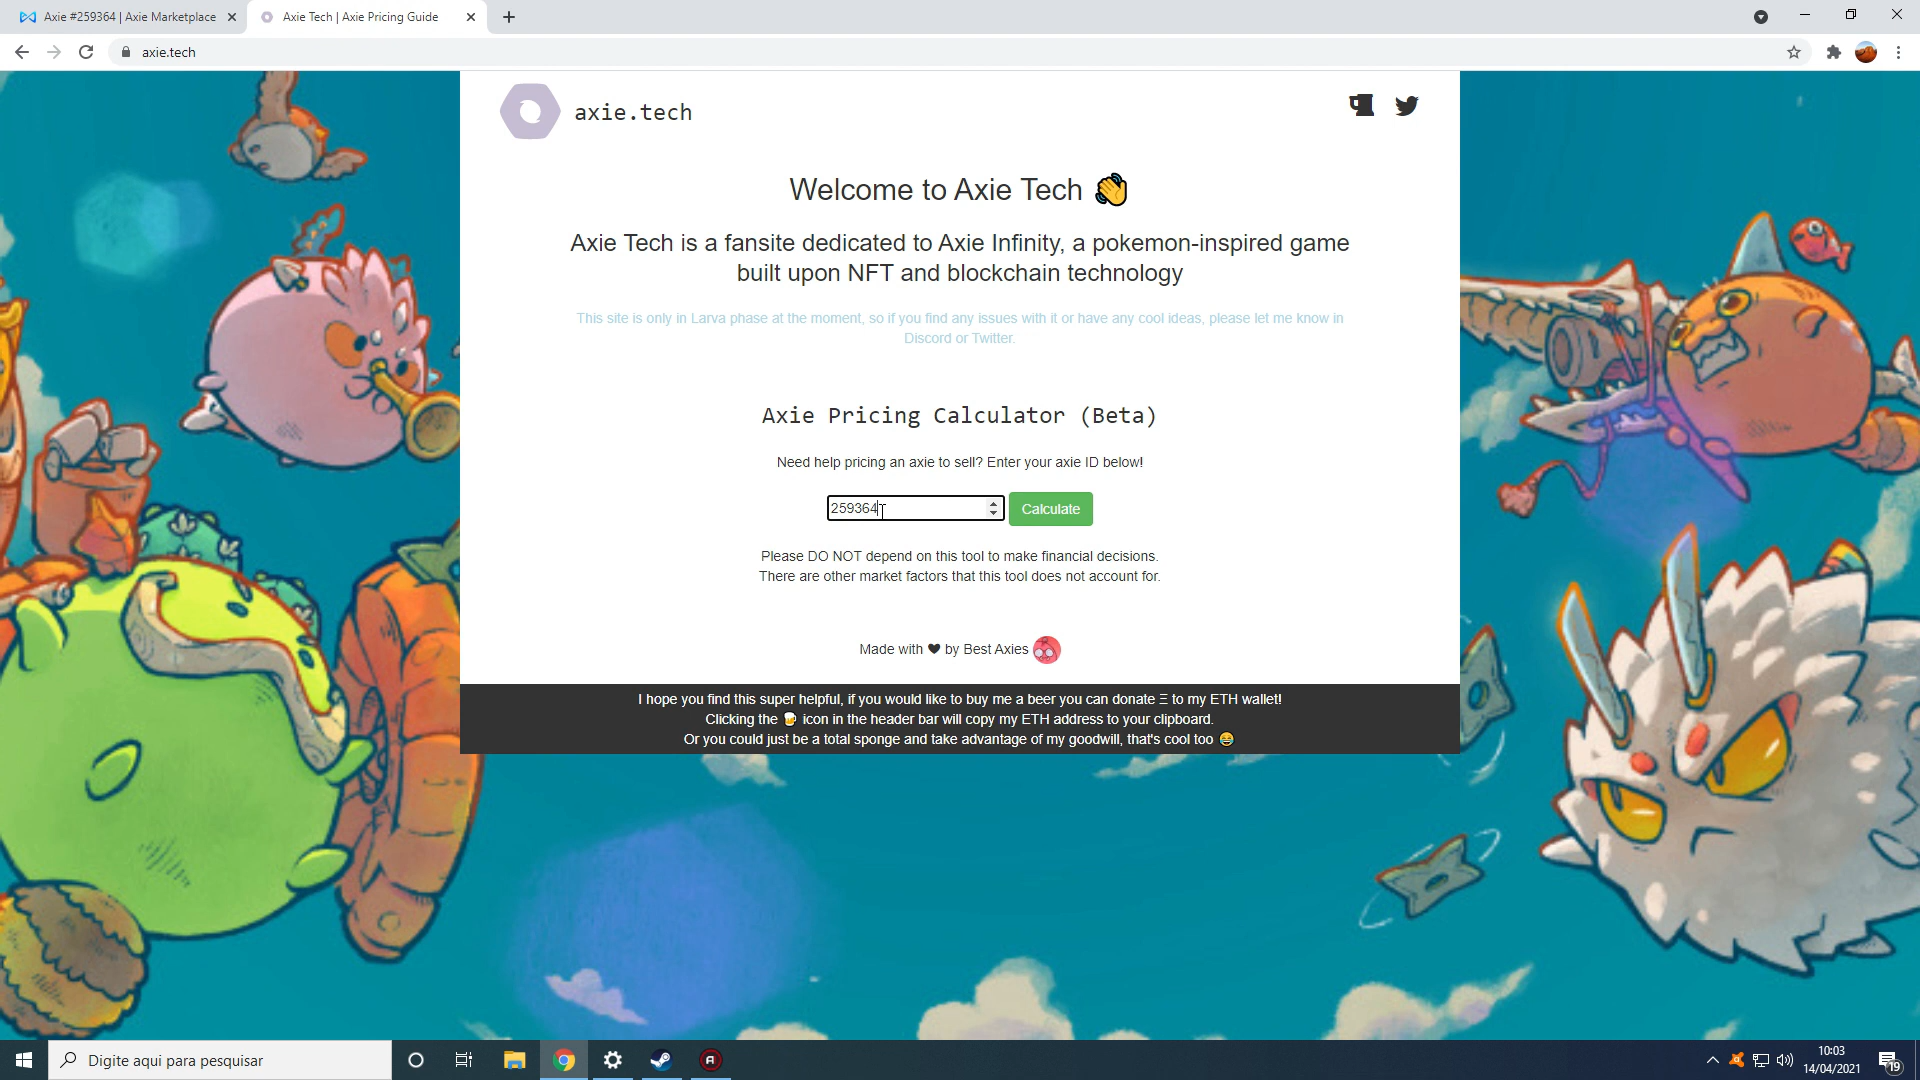 Axie #259364 | Axie Marketplace
Axie Tech | Axie Pricing Guide
axie.tech
axie.tech
Welcome to Axie Tech 👋
Axie Tech is a fansite dedicated to Axie Infinity, a pokemon-inspired game
built upon NFT and blockchain technology
This site is only in Larva phase at the moment, so if you find any issues with it or have any cool ideas, please let me know in
Discord or Twitter.
Axie Pricing Calculator (Beta)
Need help pricing an axie to sell? Enter your axie ID below!
259364
Calculate
Please DO NOT depend on this tool to make financial decisions.
There are other market factors that this tool does not account for.
Made with ❤ by Best Axies
I hope you find this super helpful, if you would like to buy me a beer you can donate Ξ to my ETH wallet!
Clicking the 🍺 icon in the header bar will copy my ETH address to your clipboard.
Or you could just be a total sponge and take advantage of my goodwill, that's cool too 😂
Digite aqui para pesquisar
10:03
14/04/2021
19